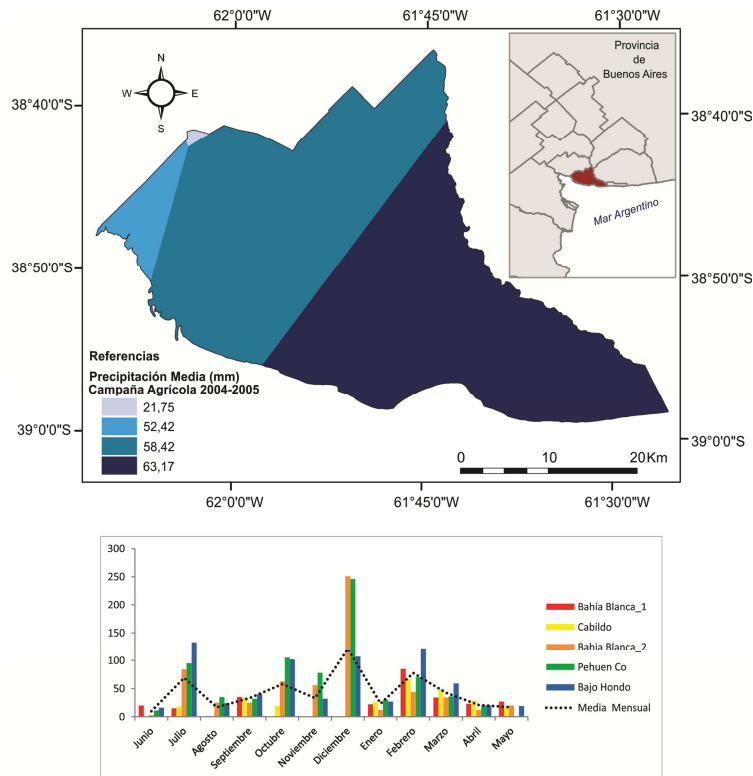 62°0'0"W 61°45'0"W 61°30'0"W
N
W E
S
Provincia
de
Buenos Aires
Mar Argentino
38°40'0"S 38°40'0"S
38°50'0"S 38°50'0"S
39°0'0"S 39°0'0"S
Referencias
Precipitación Media (mm)
Campaña Agrícola 2004-2005
21,75
52,42
58,42
63,17
0 10 20 Km
62°0'0"W 61°45'0"W 61°30'0"W
300
250
200
150
100
50
0
Junio Julio Agosto Septiembre Octubre Noviembre Diciembre Enero Febrero Marzo Abril Mayo
Bahía Blanca_1
Cabildo
Bahía Blanca_2
Pehuen Co
Bajo Hondo
Media Mensual